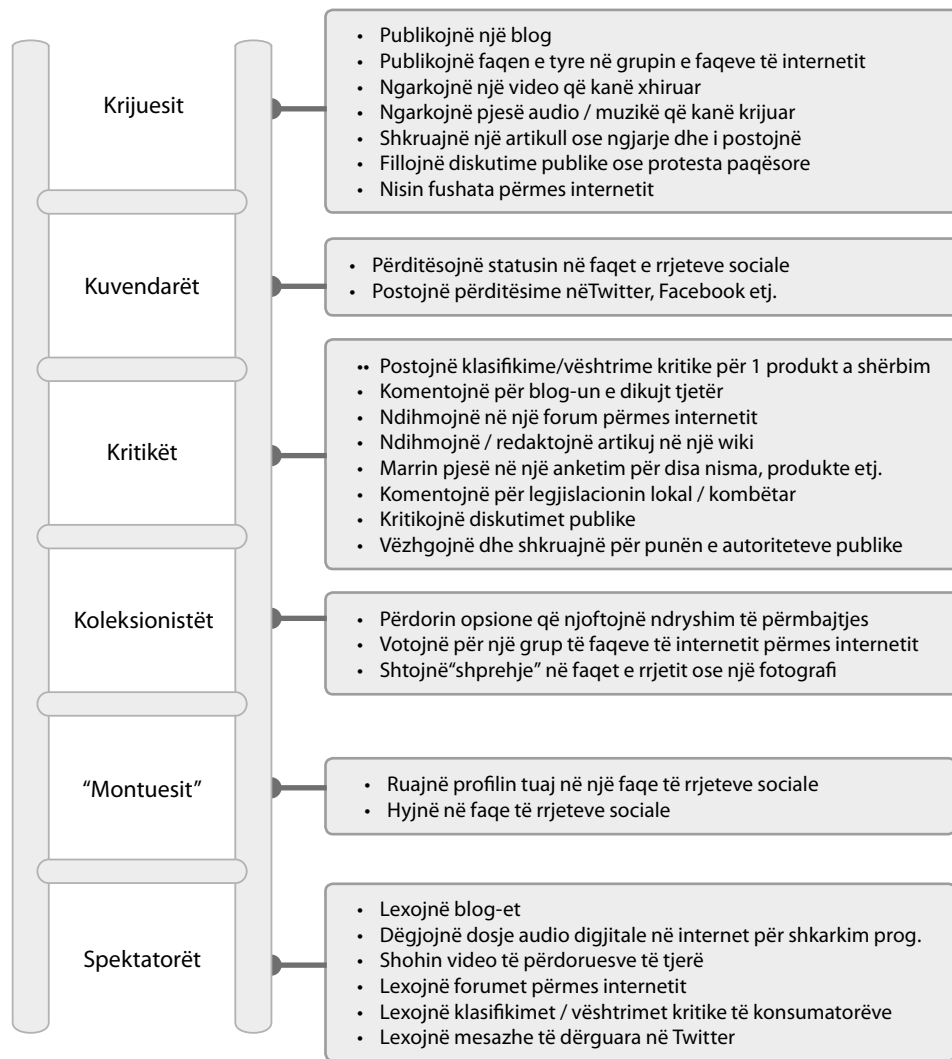 Krijuesit
• Publikojnë një blog
• Publikojnë faqen e tyre në grupin e faqeve të internetit
• Ngarkojnë një video që kanë xhiruar
• Ngarkojnë pjesë audio / muzikë që kanë krijuar
• Shkruajnë një artikull ose ngjarje dhe i postojnë
• Fillojnë diskutime publike ose protesta paqësore
• Nisin fushata përmes internetit
Kuvendarët
• Përditësojnë statusin në faqet e rrjeteve sociale
• Postojnë përditësime nëTwitter, Facebook etj.
Kritikët
•• Postojnë klasifikime/vështrime kritike për 1 produkt a shërbim
• Komentojnë për blog-un e dikujt tjetër
• Ndihmojnë në një forum përmes internetit
• Ndihmojnë / redaktojnë artikuj në një wiki
• Marrin pjesë në një anketim për disa nisma, produkte etj.
• Komentojnë për legjislacionin lokal / kombëtar
• Kritikojnë diskutimet publike
• Vëzhgojnë dhe shkruajnë për punën e autoriteteve publike
Koleksionistët
• Përdorin opsione që njoftojnë ndryshim të përmbajtjes
• Votojnë për një grup të faqeve të internetit përmes internetit
• Shtojnë“shprehje” në faqet e rrjetit ose një fotografi
“Montuesit”
• Ruajnë profilin tuaj në një faqe të rrjeteve sociale
• Hyjnë në faqe të rrjeteve sociale
Spektatorët
• Lexojnë blog-et
• Dëgjojnë dosje audio digjitale në internet për shkarkim prog.
• Shohin video të përdoruesve të tjerë
• Lexojnë forumet përmes internetit
• Lexojnë klasifikimet / vështrimet kritike të konsumatorëve
• Lexojnë mesazhe të dërguara në Twitter